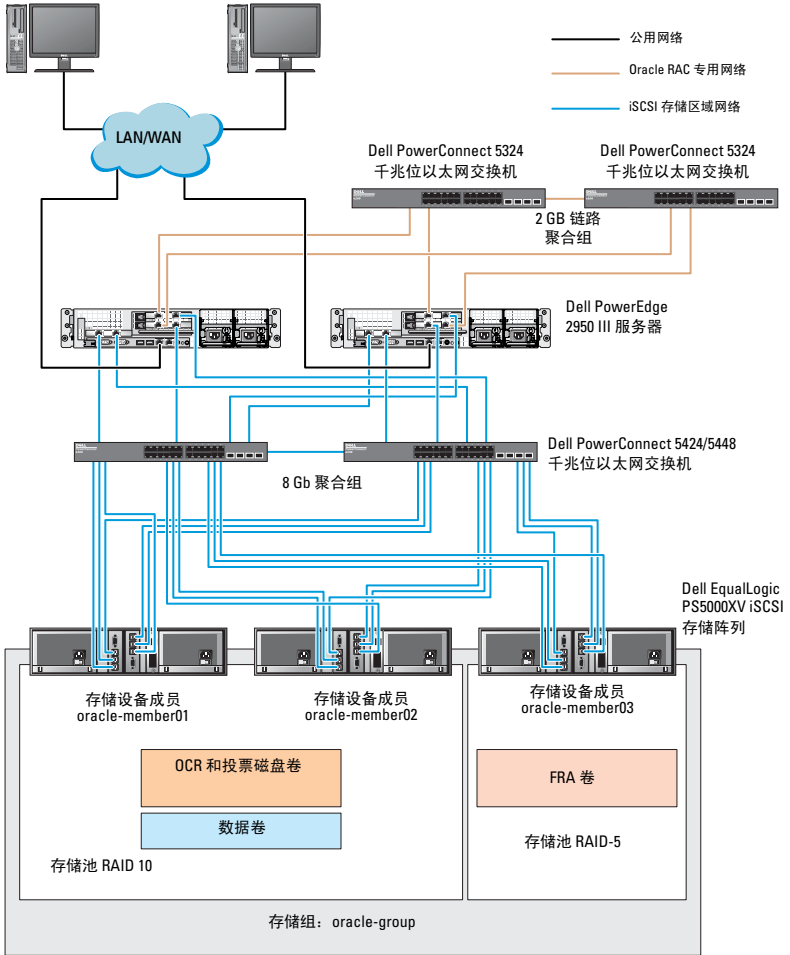 公用网络
Oracle RAC 专用网络
iSCSI 存储区域网络
LAN/WAN
Dell PowerConnect 5324
千兆位以太网交换机
Dell PowerConnect 5324
千兆位以太网交换机
2 GB 链路
聚合组
Dell PowerEdge
2950 III 服务器
Dell PowerConnect 5424/5448
千兆位以太网交换机
8 Gb 聚合组
Dell EqualLogic
PS5000XV iSCSI
存储阵列
存储设备成员
oracle-member01
存储设备成员
oracle-member02
存储设备成员
oracle-member03
OCR 和投票磁盘卷
数据卷
FRA 卷
存储池 RAID 10
存储池 RAID-5
存储组：oracle-group